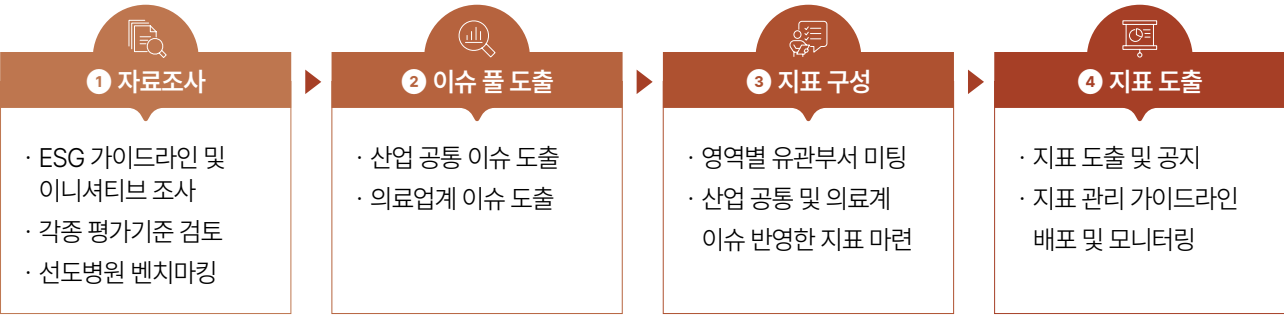 1 자료조사
· ESG 가이드라인 및
이니셔티브 조사
· 각종 평가기준 검토
· 선도병원 벤치마킹
2 이슈 풀 도출
· 산업 공통 이슈 도출
· 의료업계 이슈 도출
3 지표 구성
· 영역별 유관부서 미팅
· 산업 공통 및 의료계
이슈 반영한 지표 마련
4 지표 도출
· 지표 도출 및 공지
· 지표 관리 가이드라인
배포 및 모니터링